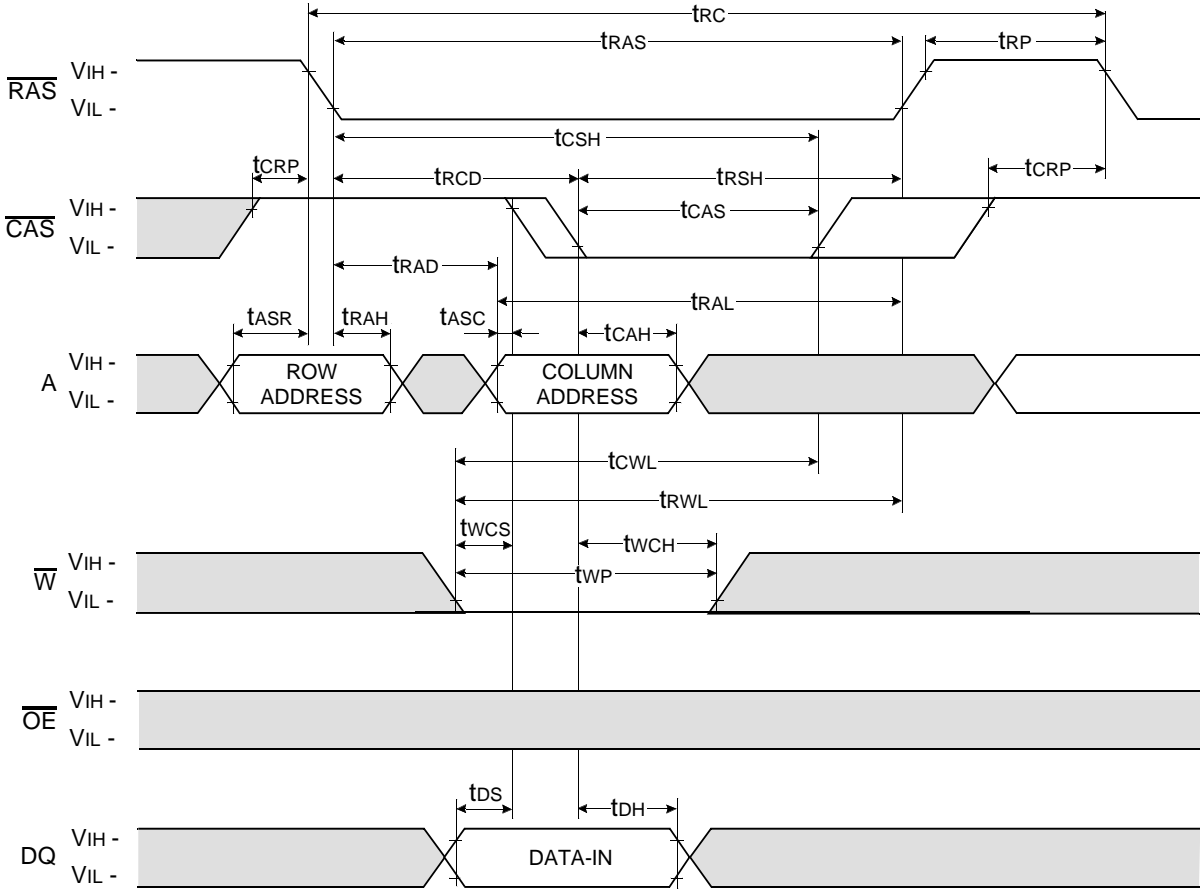 tRC
tRAS
tRP
RAS
VIH -
VIL -
tCSH
tCRP
tRCD
tRSH
tCRP
CAS
VIH -
VIL -
tCAS
tRAD
tRAL
tASR
tRAH
tASC
tCAH
A
VIH -
VIL -
ROW
ADDRESS
COLUMN
ADDRESS
tCWL
tRWL
tWCS
tWCH
W
VIH -
VIL -
tWP
OE
VIH -
VIL -
tDS
tDH
DQ
VIH -
VIL -
DATA-IN